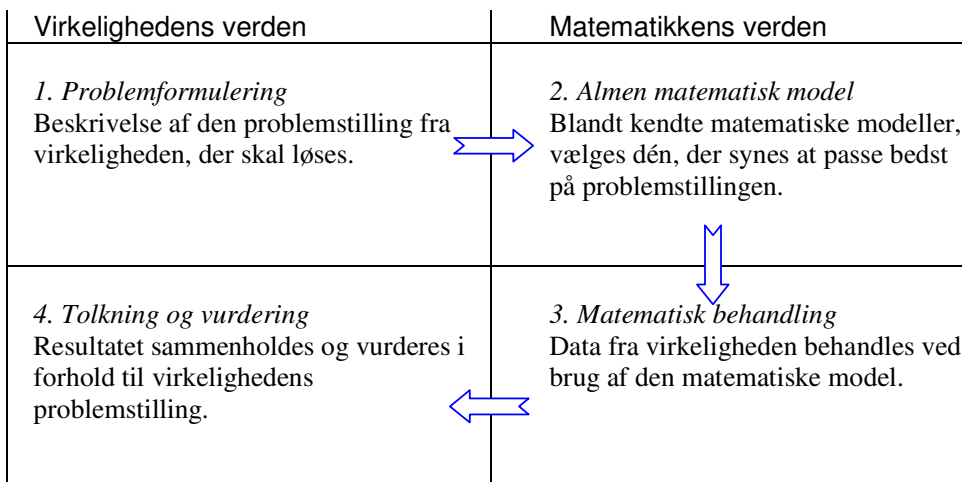 Virkelighedens verden
Matematikkens verden
1. Problemformulering
Beskrivelse af den problemstilling fra
virkeligheden, der skal løses.
2. Almen matematisk model
Blandt kendte matematiske modeller,
vælges dén, der synes at passe bedst
på problemstillingen.
4. Tolkning og vurdering
Resultatet sammenholdes og vurderes i
forhold til virkelighedens
problemstilling.
3. Matematisk behandling
Data fra virkeligheden behandles ved
brug af den matematiske model.